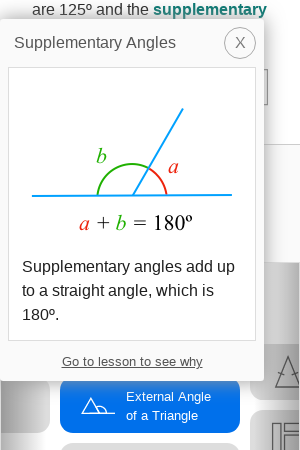 are 125º and the supplementary
Supplementary Angles
X
b
a
a + b = 180º
Supplementary angles add up
to a straight angle, which is
180º.
Go to lesson to see why
External Angle
of a Triangle